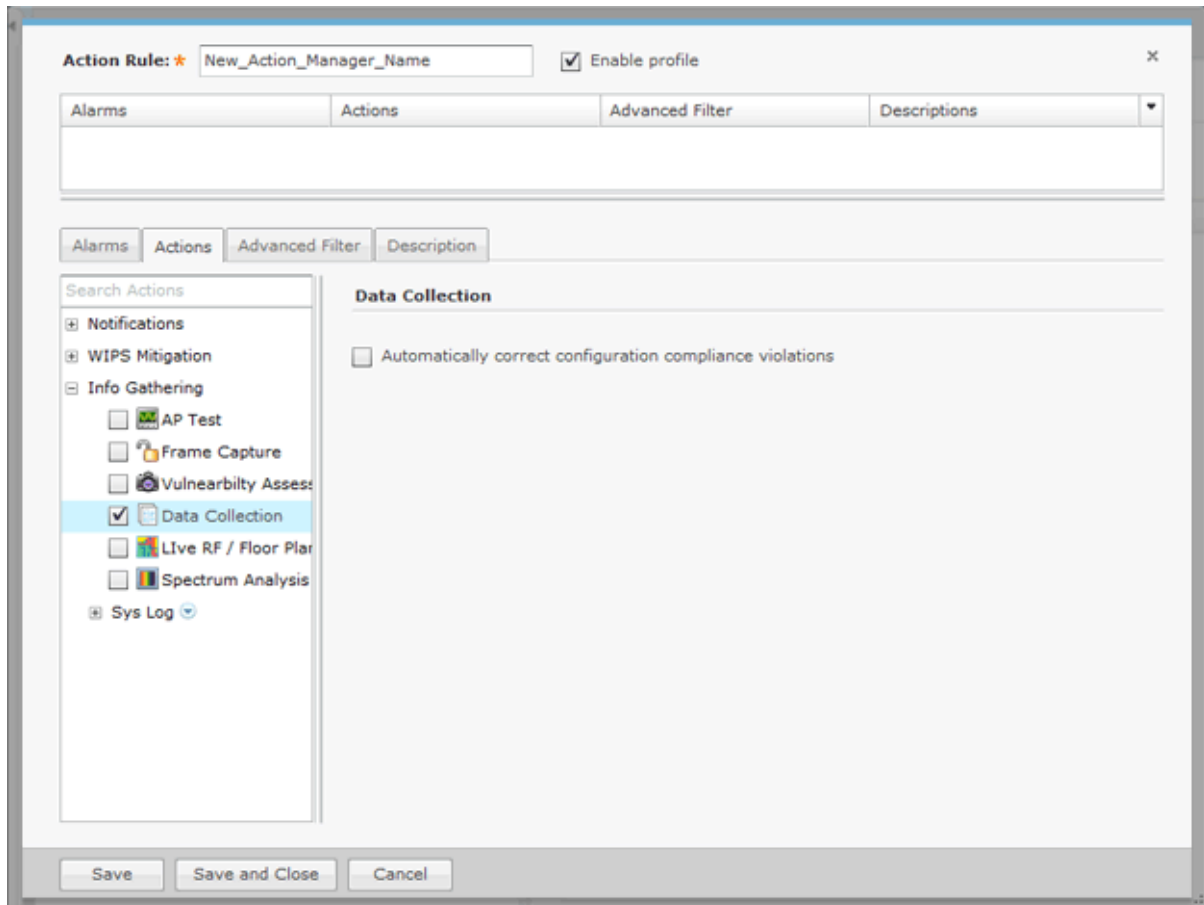 Action Rule: * New_Action_Manager_Name Enable profile
Alarms Actions Advanced Filter Descriptions
Alarms Actions Advanced Filter Description
Search Actions
Data Collection
Notifications
WIPS Mitigation
Automatically correct configuration compliance violations
Info Gathering
AP Test
Frame Capture
Vulnearbilty Assess
Data Collection
LIve RF / Floor Plan
Spectrum Analysis
Sys Log
Save Save and Close Cancel